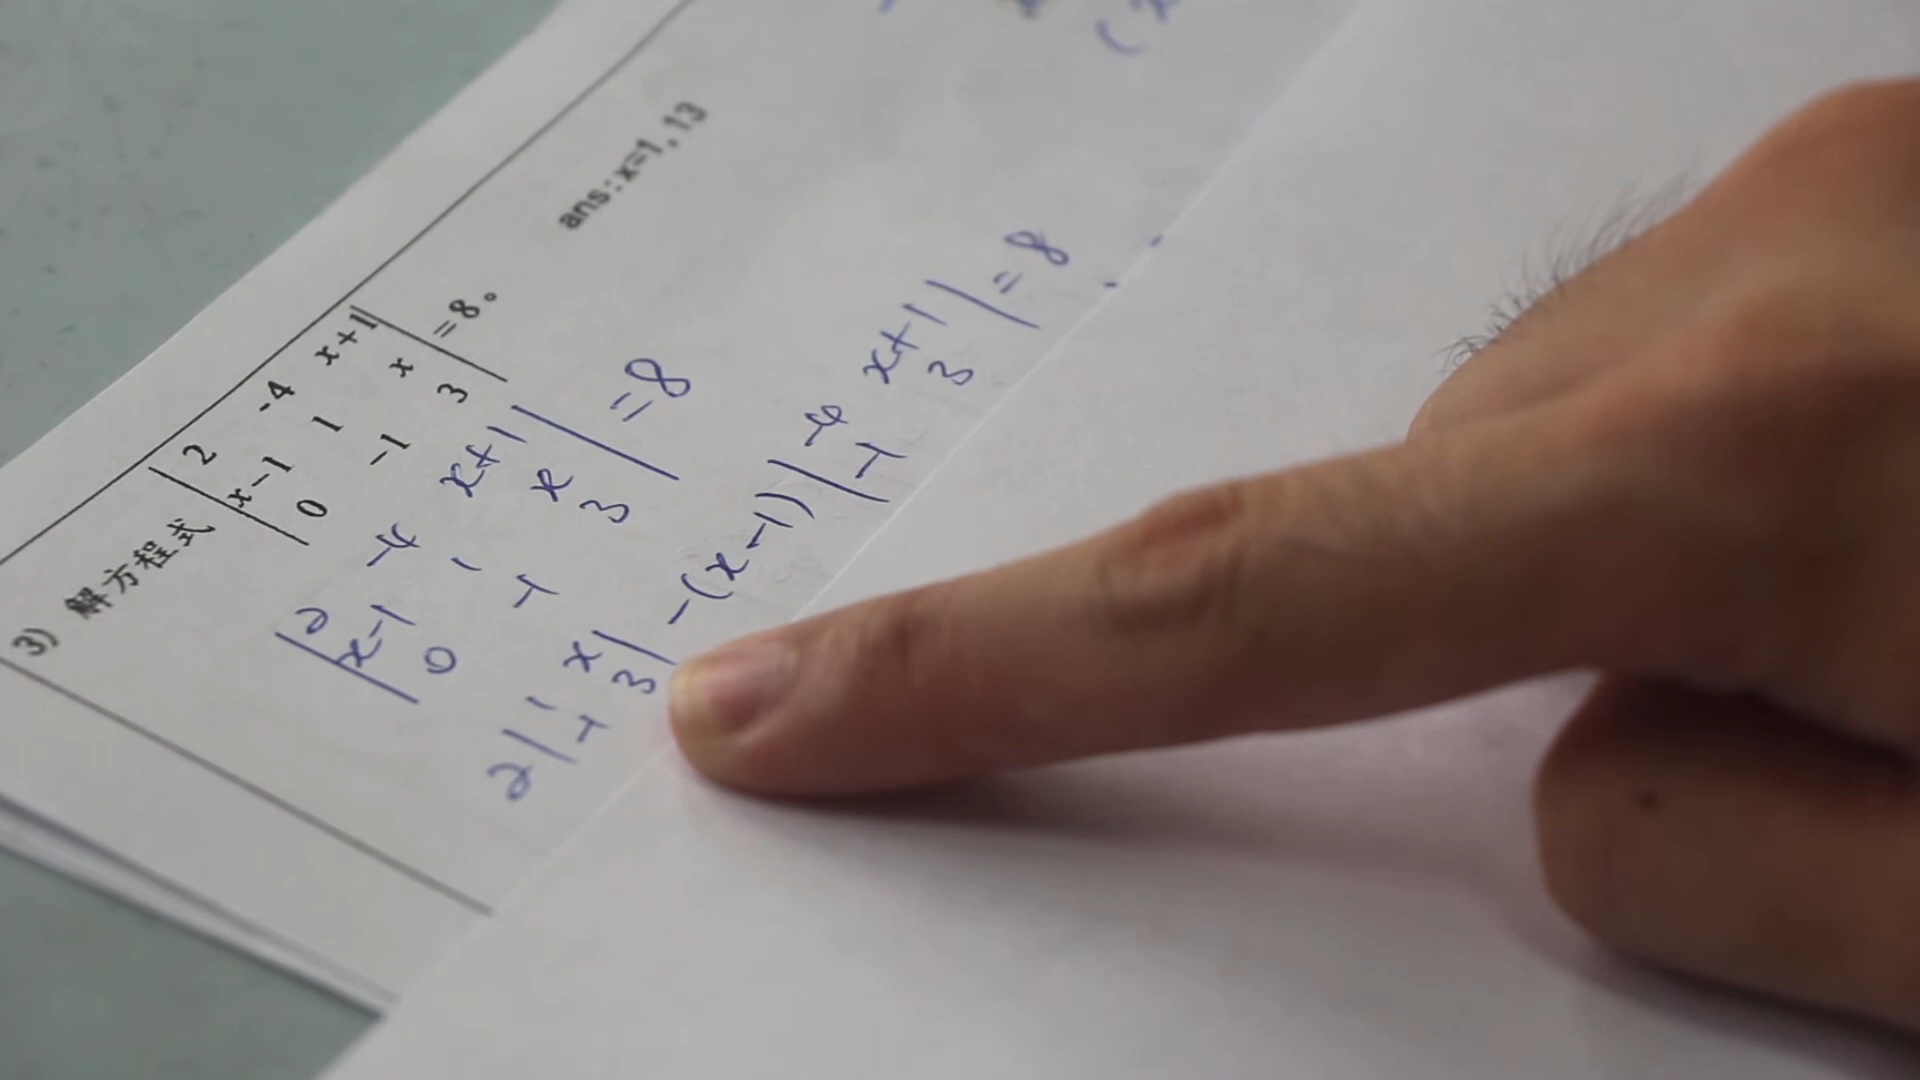 3) 解方程式
| 2 -4 x+1 |
| x-1 1 x | =8。
| 0 -1 3 |
ans:x=1,13
| 2 -4 x+1 |
| x-1 1 x | =8
| 0 -1 3 |
2 | 1 x | -(x-1) | -4 x+1 | =8
| -1 3 | | -1 3 |